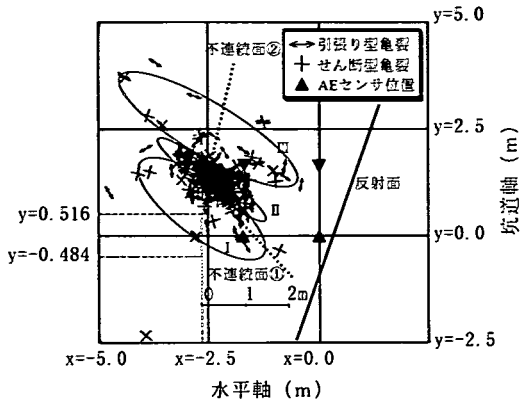 y=5.0
不連続面②
引張り型亀裂
せん断型亀裂
AEセンサ位置
y=2.5
Ⅲ
反射面
坑道軸 (m)
y=0.516
Ⅱ
y=0.0
Ⅰ
y=-0.484
不連続面①
0 1 2m
y=-2.5
x=-5.0 x=-2.5 x=0.0
水平軸 (m)